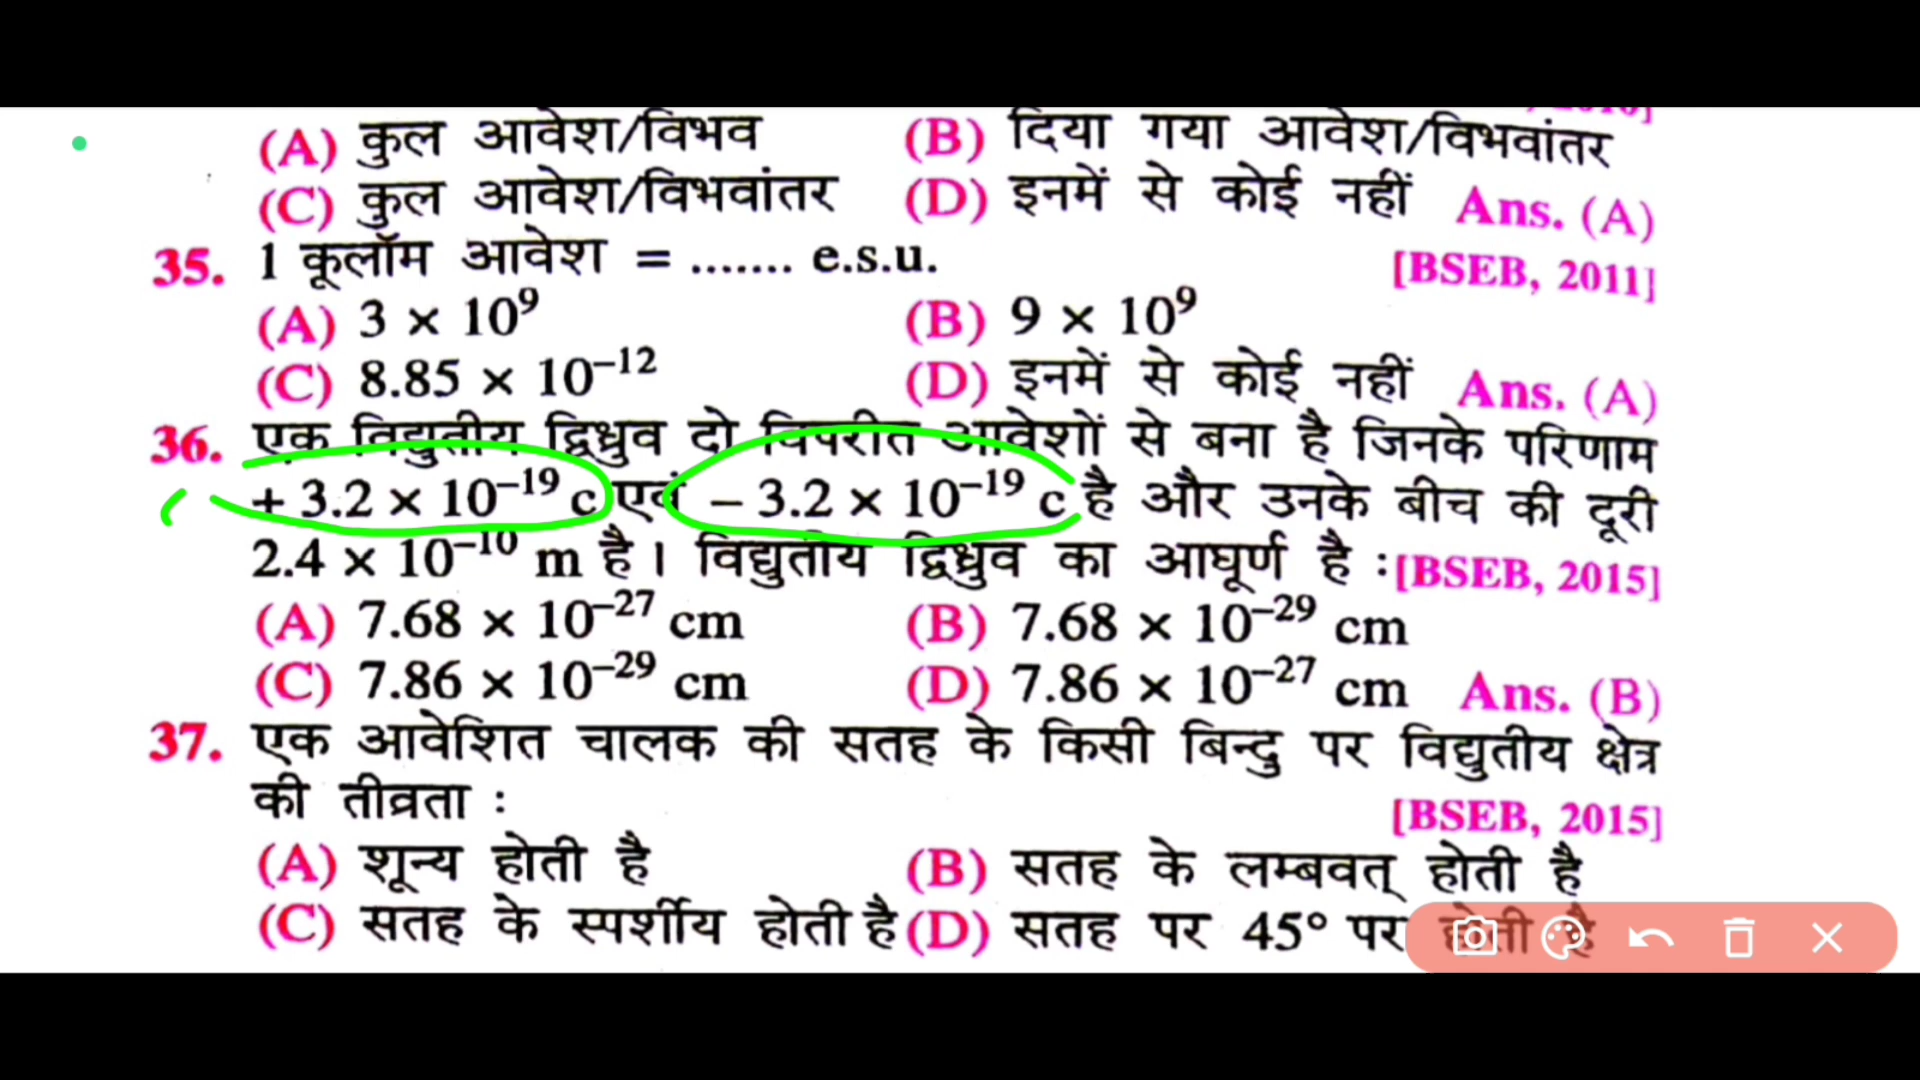 (A) कुल आवेश/विभव (B) दिया गया आवेश/विभवांतर
(C) कुल आवेश/विभवांतर (D) इनमें से कोई नहीं Ans. (A)
35. 1 कूलॉम आवेश = ....... e.s.u. [BSEB, 2011]
(A) 3 × 10⁹ (B) 9 × 10⁹
(C) 8.85 × 10⁻¹² (D) इनमें से कोई नहीं Ans. (A)
36. एक विद्युतीय द्विध्रुव दो विपरीत आवेशों से बना है जिनके परिणाम
+ 3.2 × 10⁻¹⁹ c एवं – 3.2 × 10⁻¹⁹ c है और उनके बीच की दूरी
2.4 × 10⁻¹⁰ m है। विद्युतीय द्विध्रुव का आघूर्ण है : [BSEB, 2015]
(A) 7.68 × 10⁻²⁷ cm (B) 7.68 × 10⁻²⁹ cm
(C) 7.86 × 10⁻²⁹ cm (D) 7.86 × 10⁻²⁷ cm Ans. (B)
37. एक आवेशित चालक की सतह के किसी बिन्दु पर विद्युतीय क्षेत्र
की तीव्रता : [BSEB, 2015]
(A) शून्य होती है (B) सतह के लम्बवत् होती है
(C) सतह के स्पर्शीय होती है (D) सतह पर 45° पर होती है